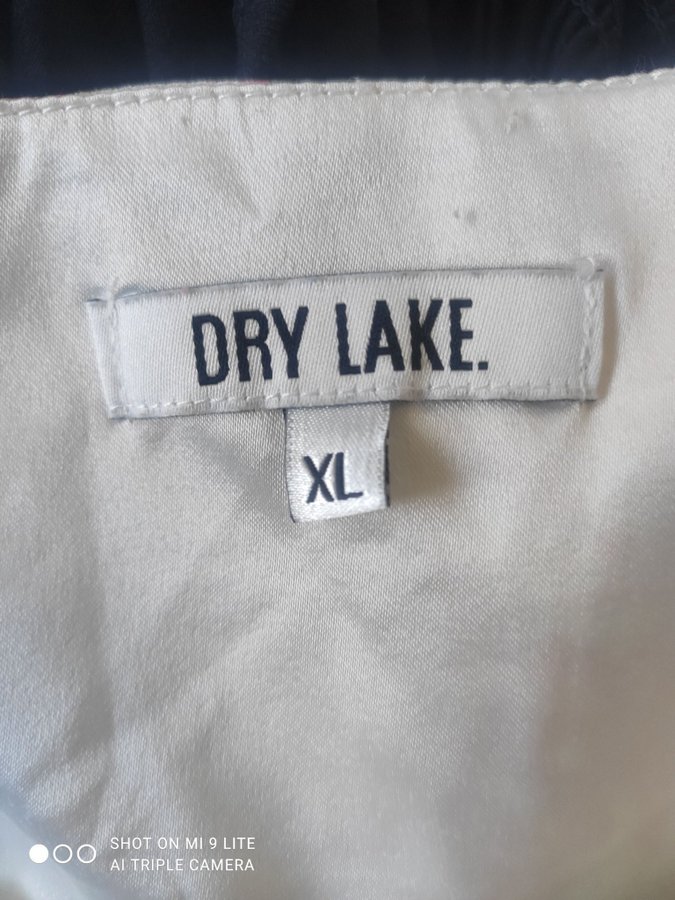 DRY LAKE.
XL
SHOT ON MI 9 LITE
AI TRIPLE CAMERA